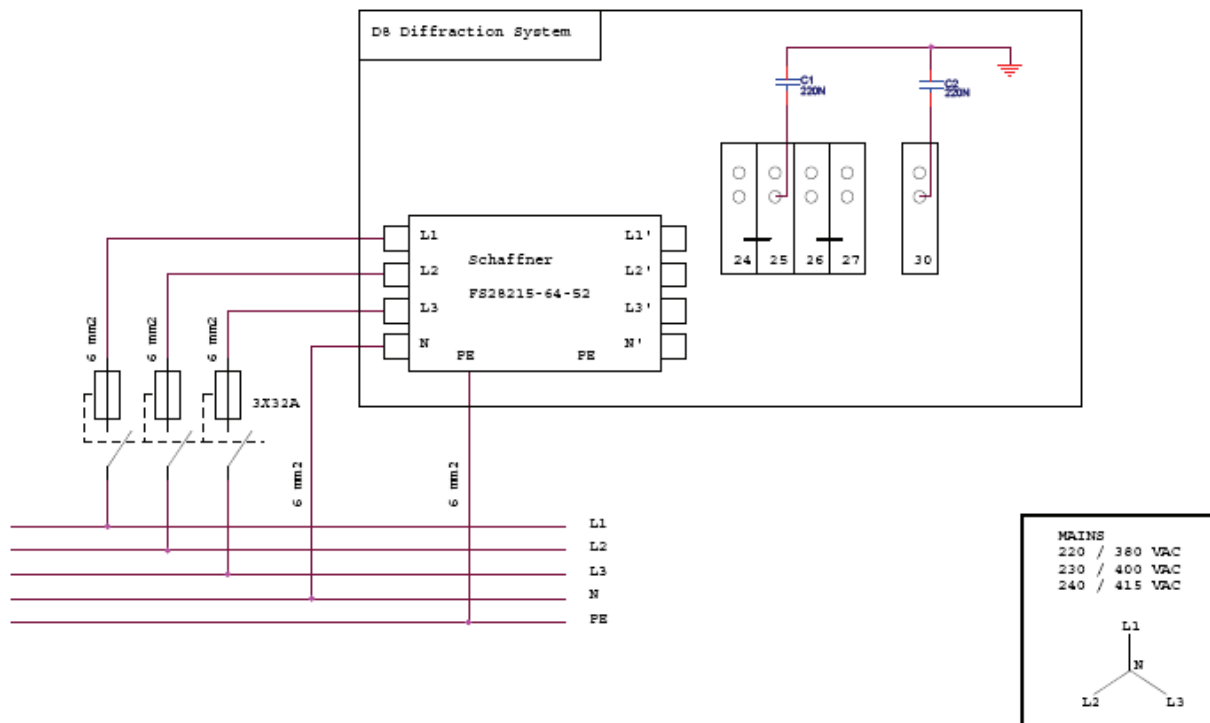 D8 Diffraction System
C1
220N
C2
220N
L1
L1'
24
25
26
27
30
Schaffner
L2
L2'
FS28215-64-52
L3
L3'
N
N'
PE
PE
6 mm2
6 mm2
6 mm2
3X32A
6 mm2
6 mm2
L1
L2
L3
N
PE
MAINS
220 / 380 VAC
230 / 400 VAC
240 / 415 VAC
L1
N
L2
L3